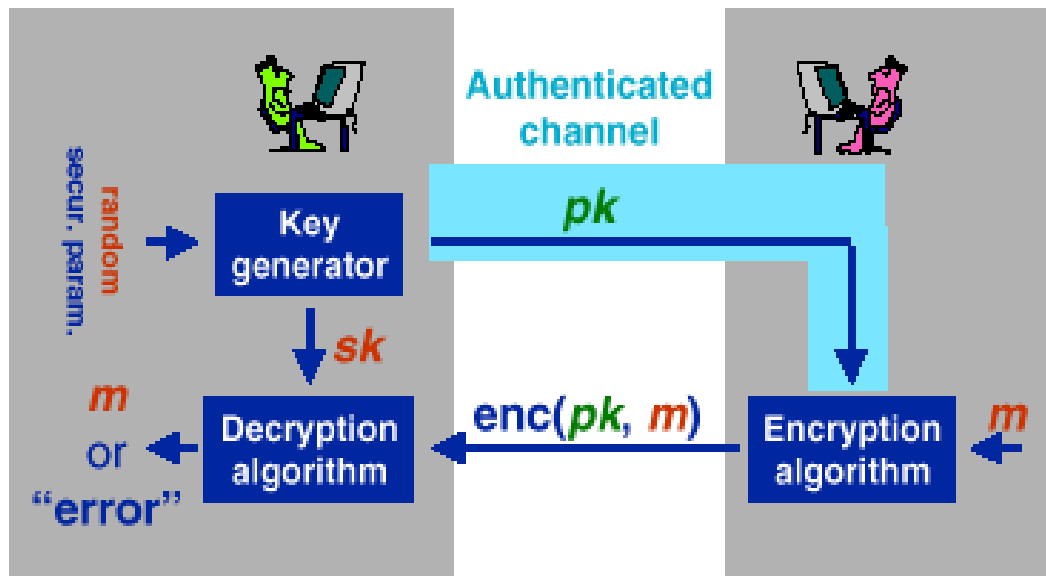 Authenticated
channel
random
secur. param.
Key
generator
pk
sk
m
or
“error”
Decryption
algorithm
enc(pk, m)
Encryption
algorithm
m